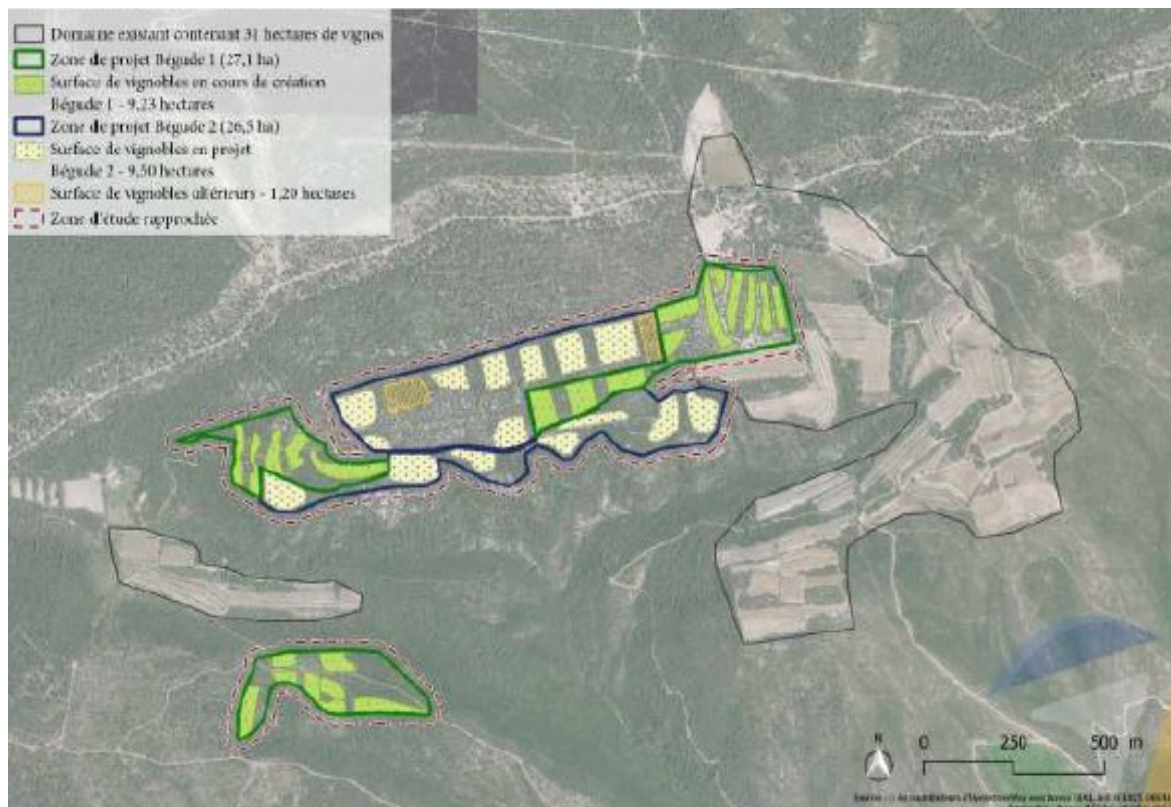 Domaine existant contenant 31 hectares de vignes
Zone de projet Bégude 1 (27,1 ha)
Surface de vignobles en cours de création
Bégude 1 - 9,23 hectares
Zone de projet Bégude 2 (26,5 ha)
Surface de vignobles en projet
Bégude 2 - 9,50 hectares
Surface de vignobles ultérieurs - 1,20 hectares
Zone d'étude rapprochée
N
0 250 500 m